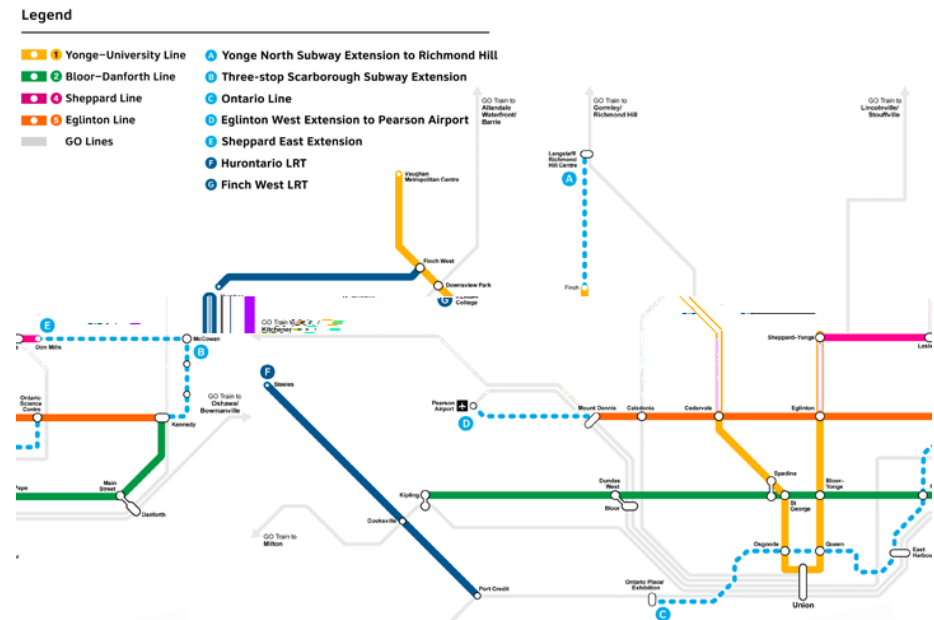 Legend
1 Yonge–University Line
2 Bloor–Danforth Line
4 Sheppard Line
5 Eglinton Line
GO Lines
A Yonge North Subway Extension to Richmond Hill
B Three-stop Scarborough Subway Extension
C Ontario Line
D Eglinton West Extension to Pearson Airport
E Sheppard East Extension
F Hurontario LRT
G Finch West LRT
GO Train to
Allandale
Waterfront/
Barrie
GO Train to
Gormley/
Richmond Hill
GO Train to
Lincolnville/
Stouffville
Langstaff/
Richmond
Hill Centre
A
Vaughan
Metropolitan Centre
Finch West
Downsview Park
Finch
G
College
GO Train to
Kitchener
E
Don Mills
McCowan
B
Sheppard–Yonge
F
Steeles
Ontario
Science
Centre
GO Train to
Oshawa/
Bowmanville
Kennedy
Pearson
Airport
D
Mount Dennis
Caledonia
Cedarvale
Eglinton
Pape
Main
Street
Danforth
Kipling
Dundas
West
Bloor
Spadina
St
George
Bloor–
Yonge
Cooksville
GO Train to
Milton
Osgoode
Queen
East
Port Credit
Ontario Place/
Exhibition
C
Union